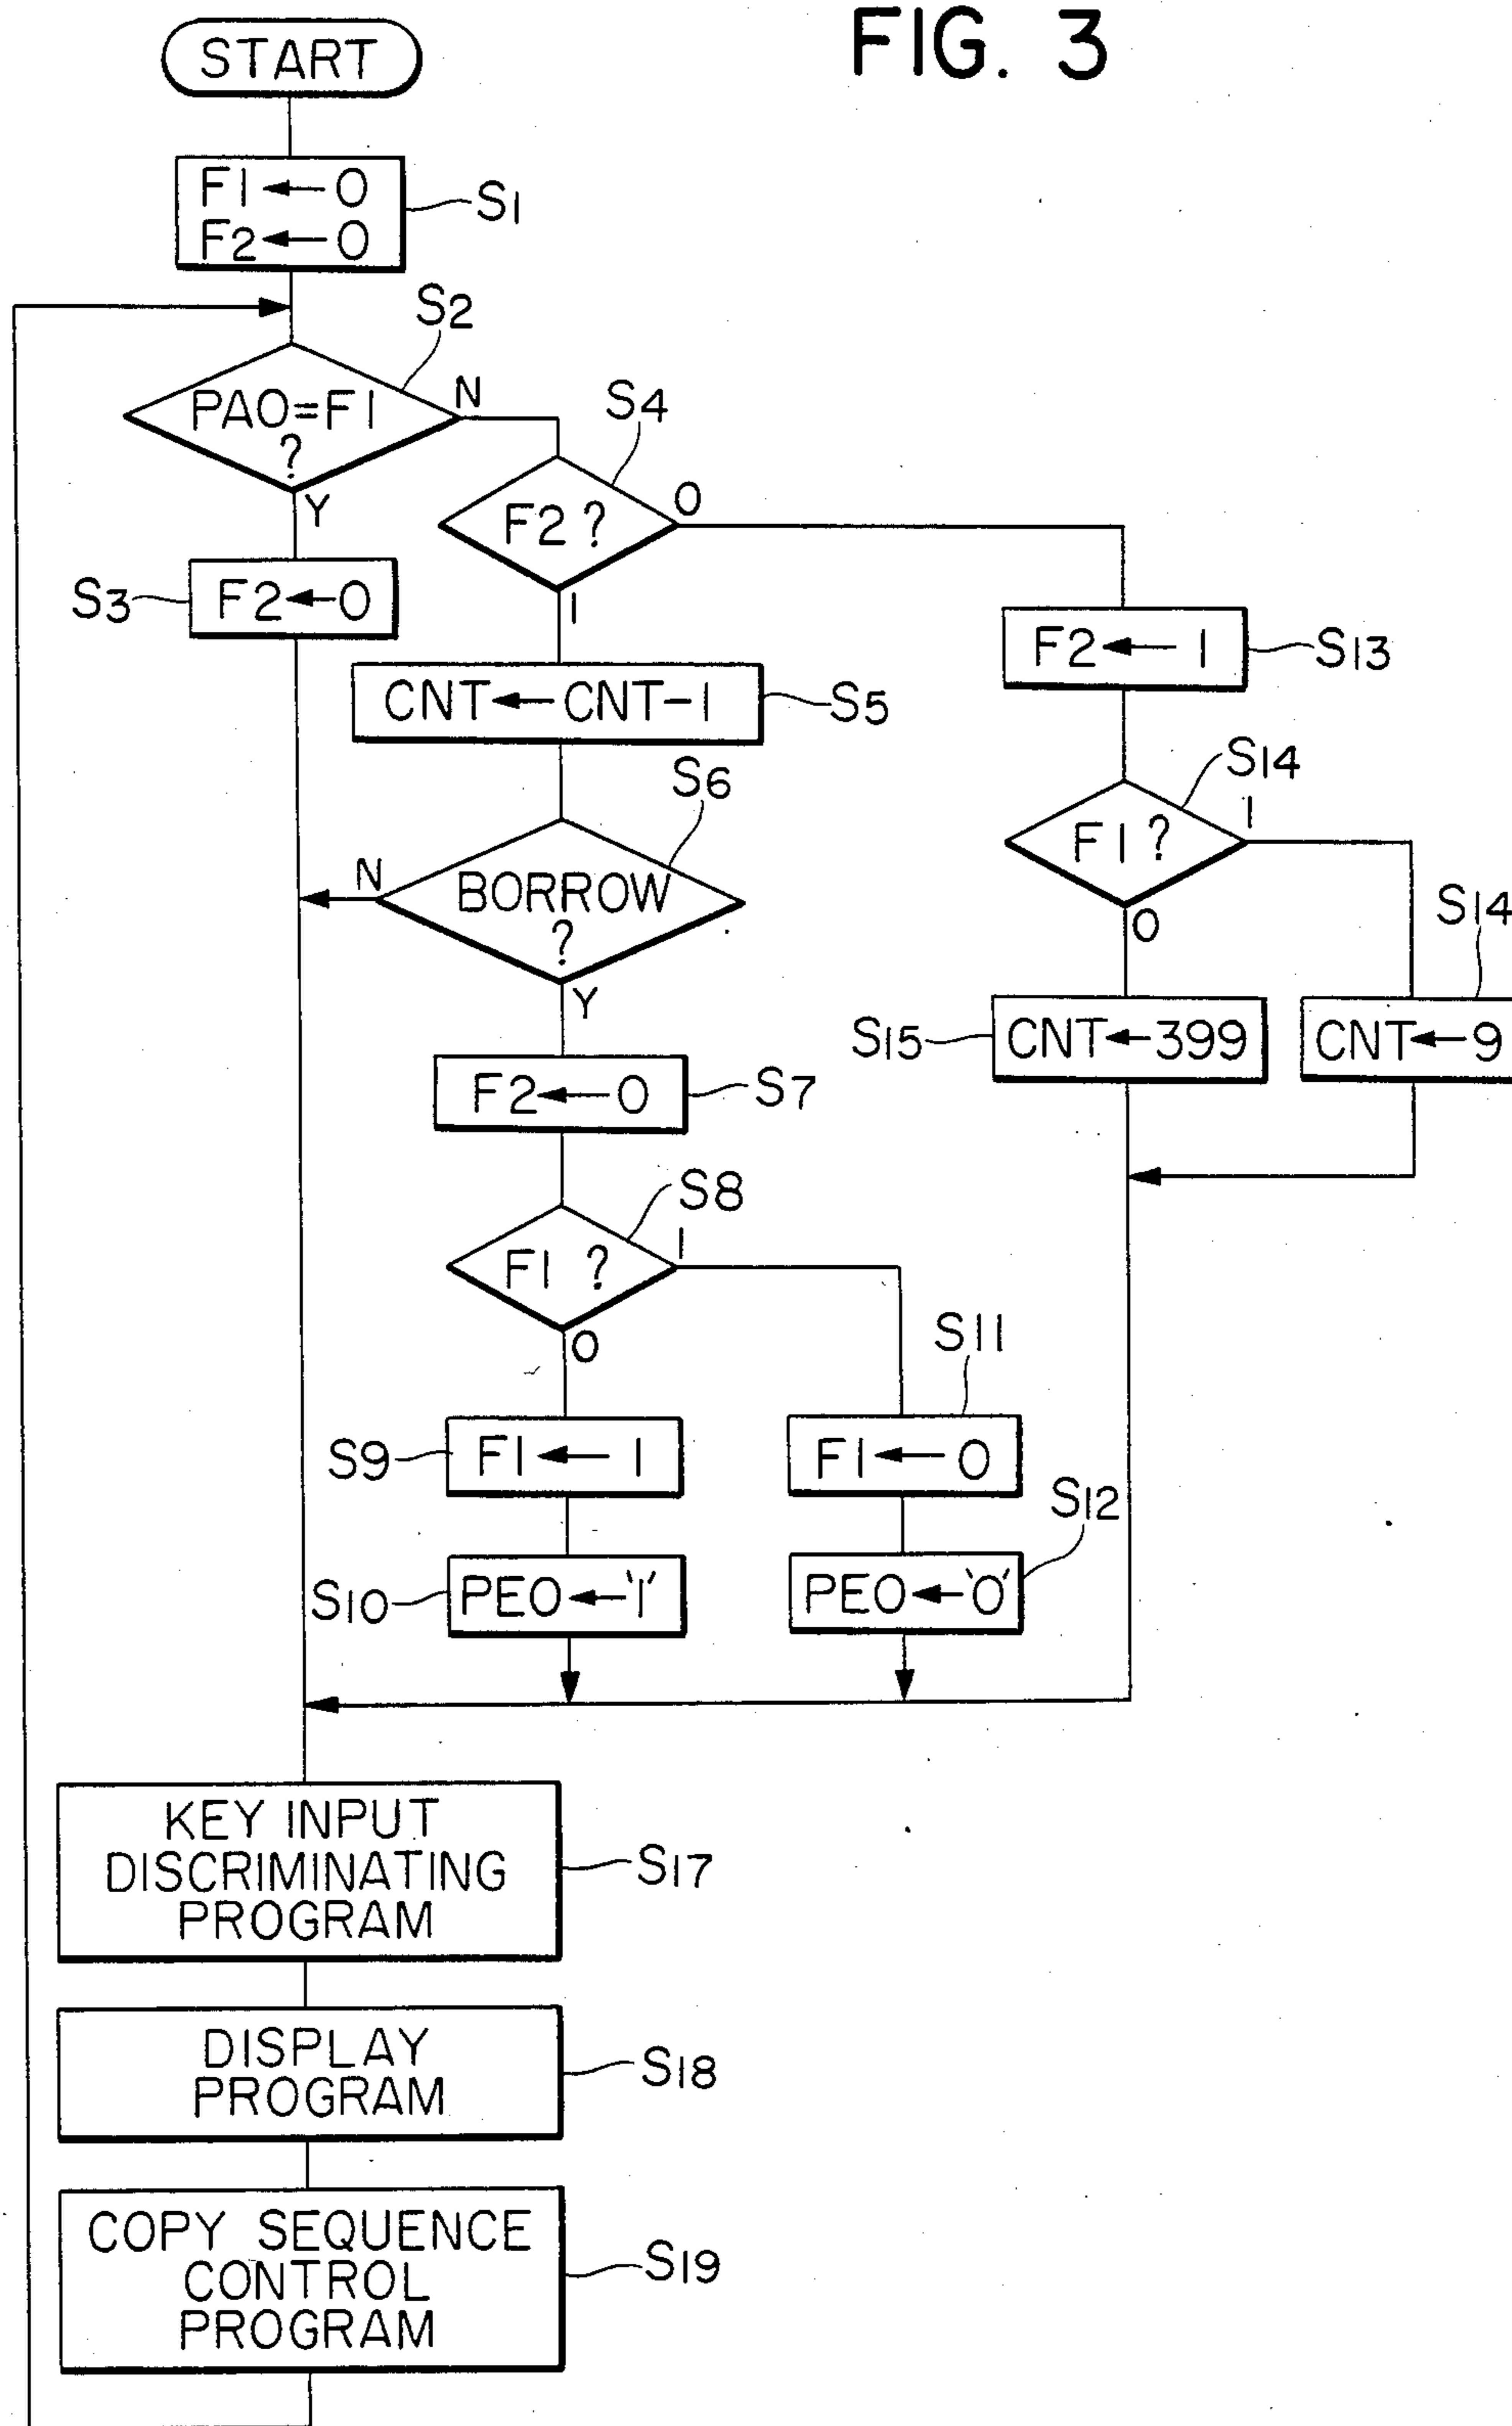 FIG. 3
START
F1 ← 0
F2 ← 0
S1
S2
PA0=F1
?
N
Y
S4
F2 ?
0
1
S3
F2 ← 0
F2 ← 1
S13
CNT ← CNT-1
S5
S6
BORROW
?
N
Y
S14
F1 ?
1
0
S14
S15
CNT ← 399
CNT ← 9
F2 ← 0
S7
S8
F1 ?
1
0
S11
S9
F1 ← 1
F1 ← 0
S12
S10
PE0 ← '1'
PE0 ← '0'
KEY INPUT
DISCRIMINATING
PROGRAM
S17
DISPLAY
PROGRAM
S18
COPY SEQUENCE
CONTROL
PROGRAM
S19